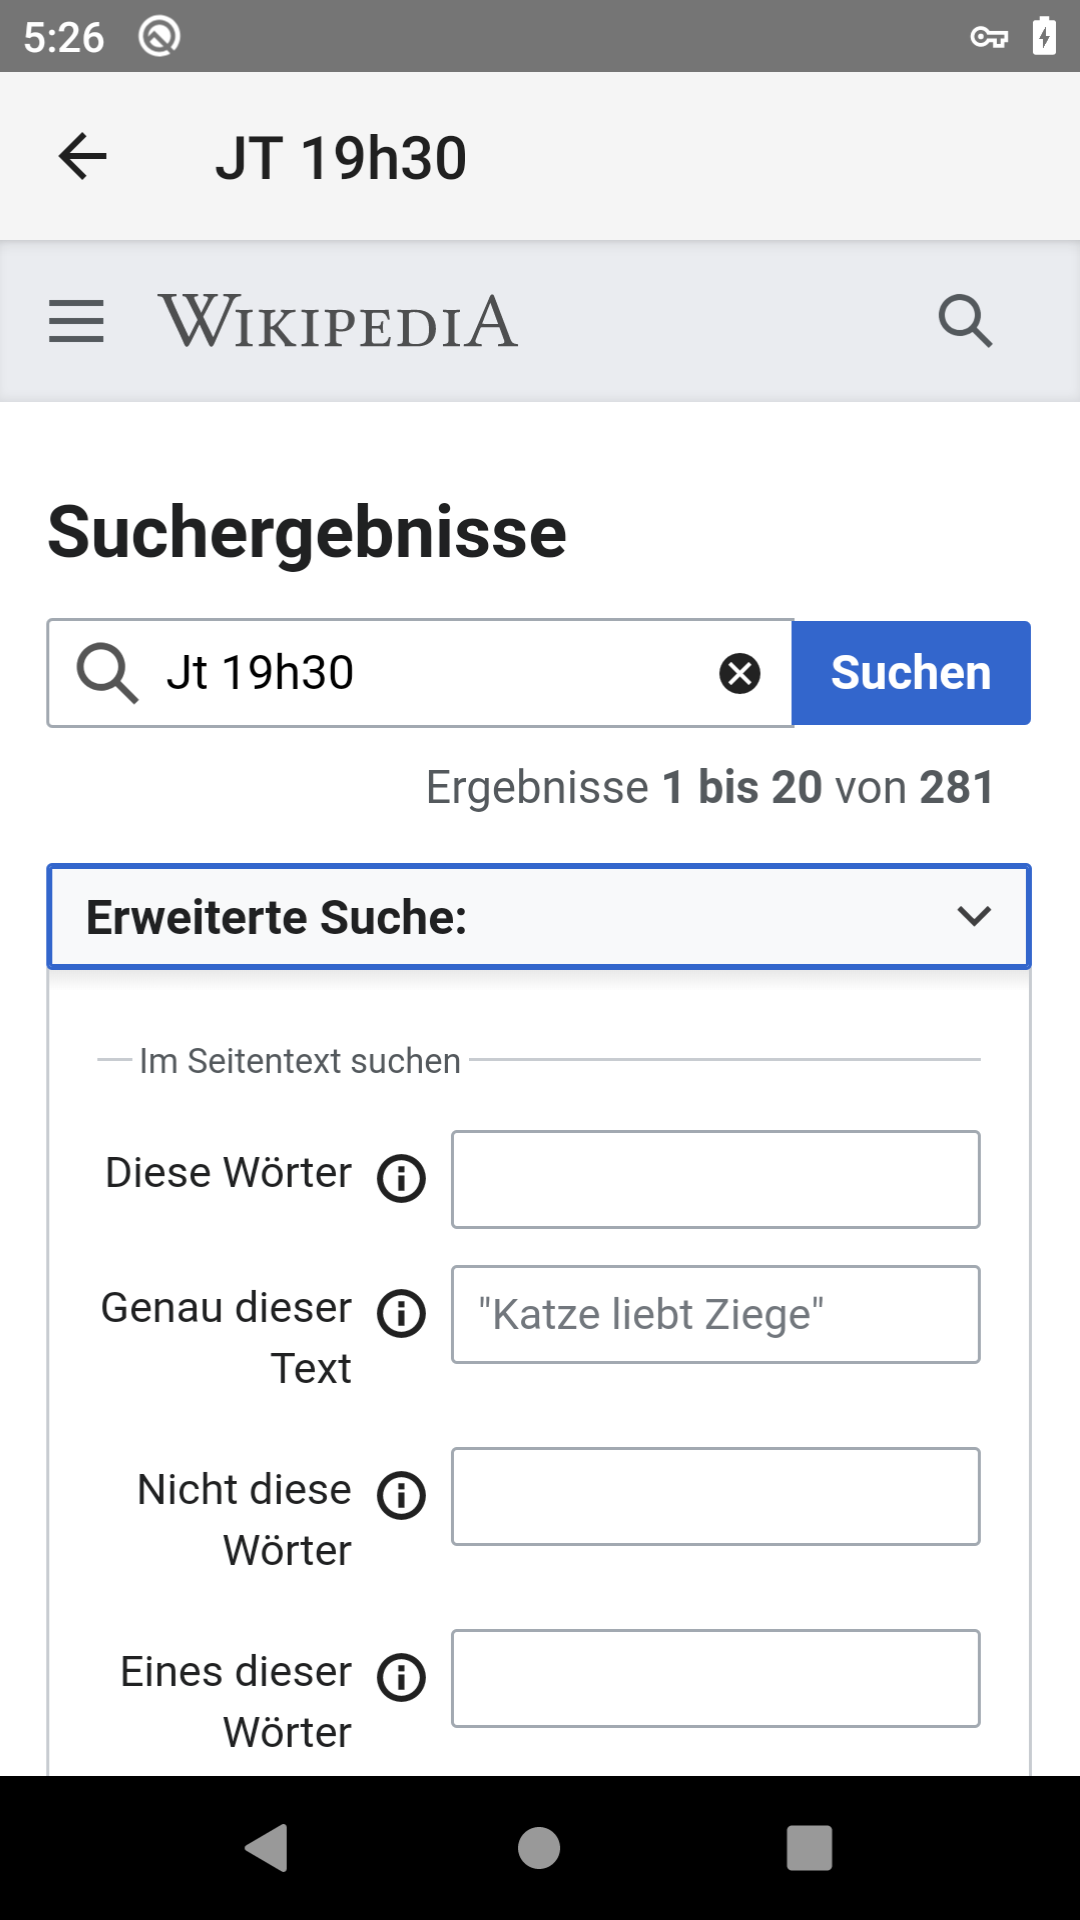 5:26
JT 19h30
WIKIPEDIA
Suchergebnisse
Jt 19h30
Suchen
Ergebnisse 1 bis 20 von 281
Erweiterte Suche:
Im Seitentext suchen
Diese Wörter
Genau dieser
Text
"Katze liebt Ziege"
Nicht diese
Wörter
Eines dieser
Wörter